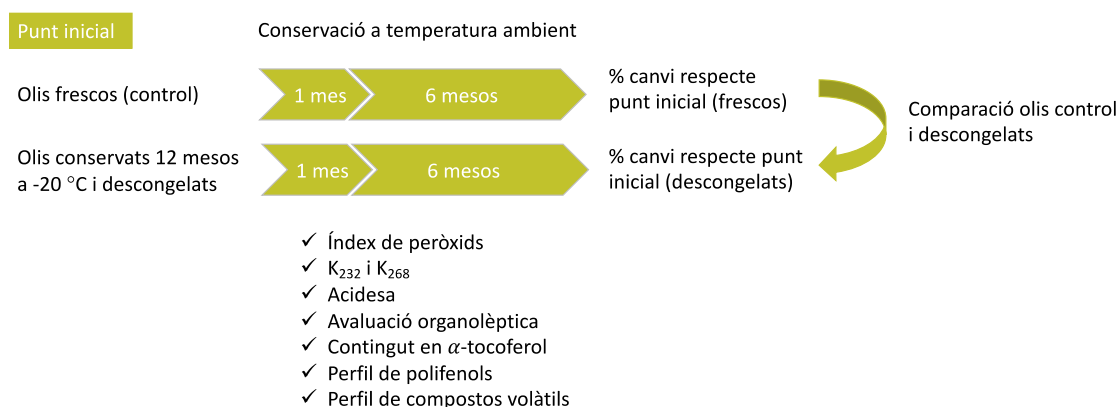 Punt inicial
Conservació a temperatura ambient
Olis frescos (control)
1 mes
6 mesos
% canvi respecte
punt inicial (frescos)
Comparació olis control
i descongelats
Olis conservats 12 mesos
a -20 °C i descongelats
1 mes
6 mesos
% canvi respecte punt
inicial (descongelats)
✓ Índex de peròxids
✓ K₂₃₂ i K₂₆₈
✓ Acidesa
✓ Avaluació organolèptica
✓ Contingut en 𝛼-tocoferol
✓ Perfil de polifenols
✓ Perfil de compostos volàtils